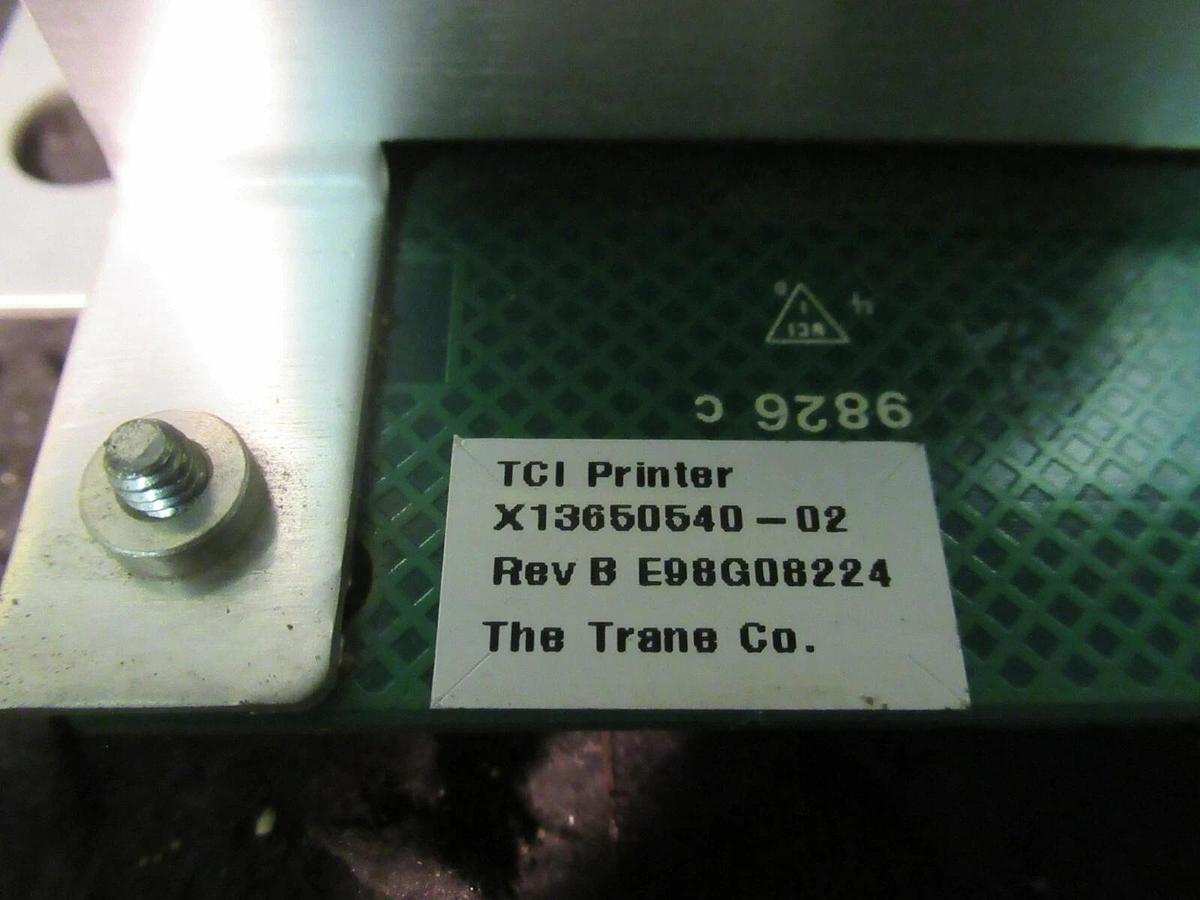 9826 C
TCI Printer
X13650540-02
Rev B E98G08224
The Trane Co.